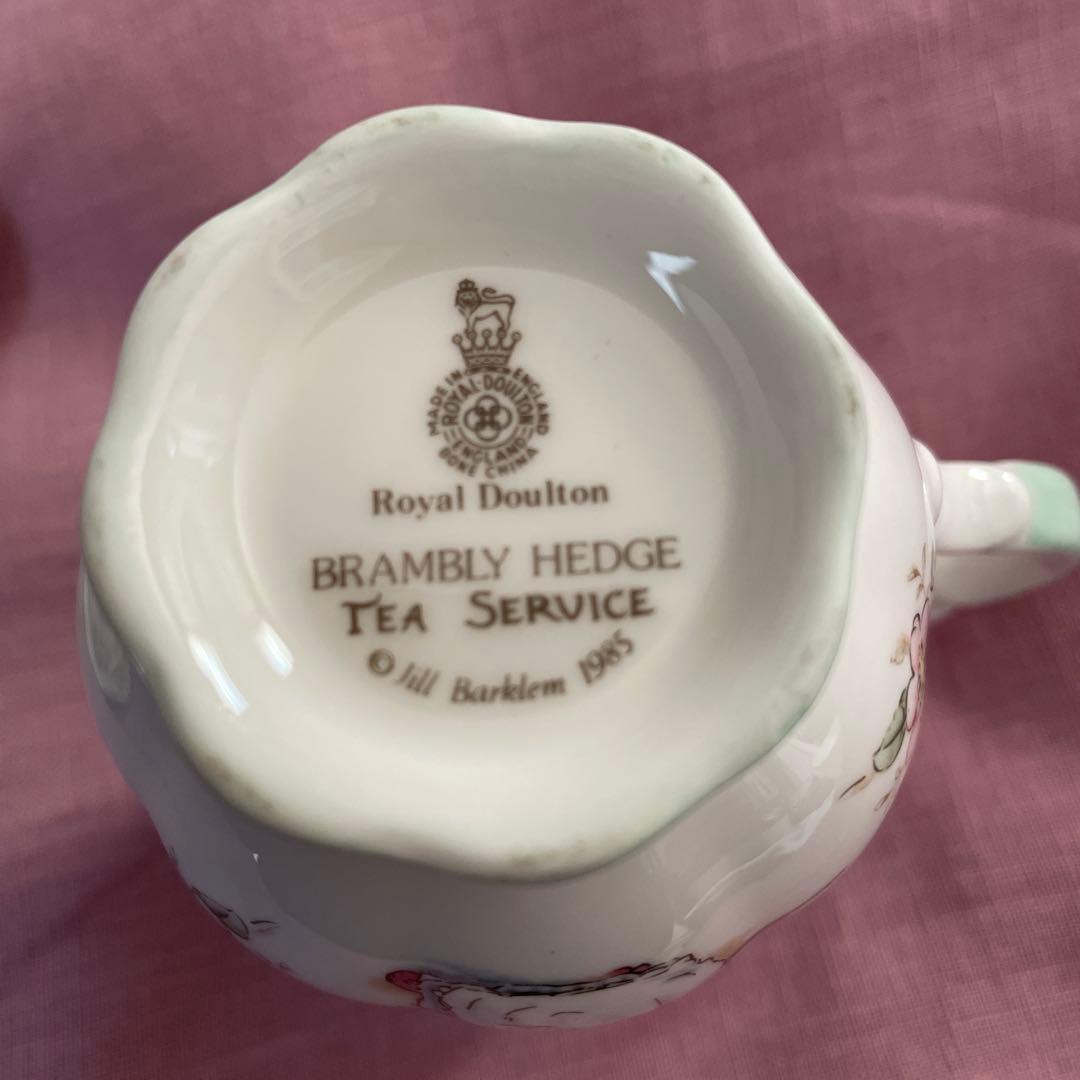 MADE IN ENGLAND
ROYAL·DOULTON
ENGLAND
BONE CHINA
Royal Doulton
BRAMBLY HEDGE
TEA SERVICE
© Jill Barklem 1985